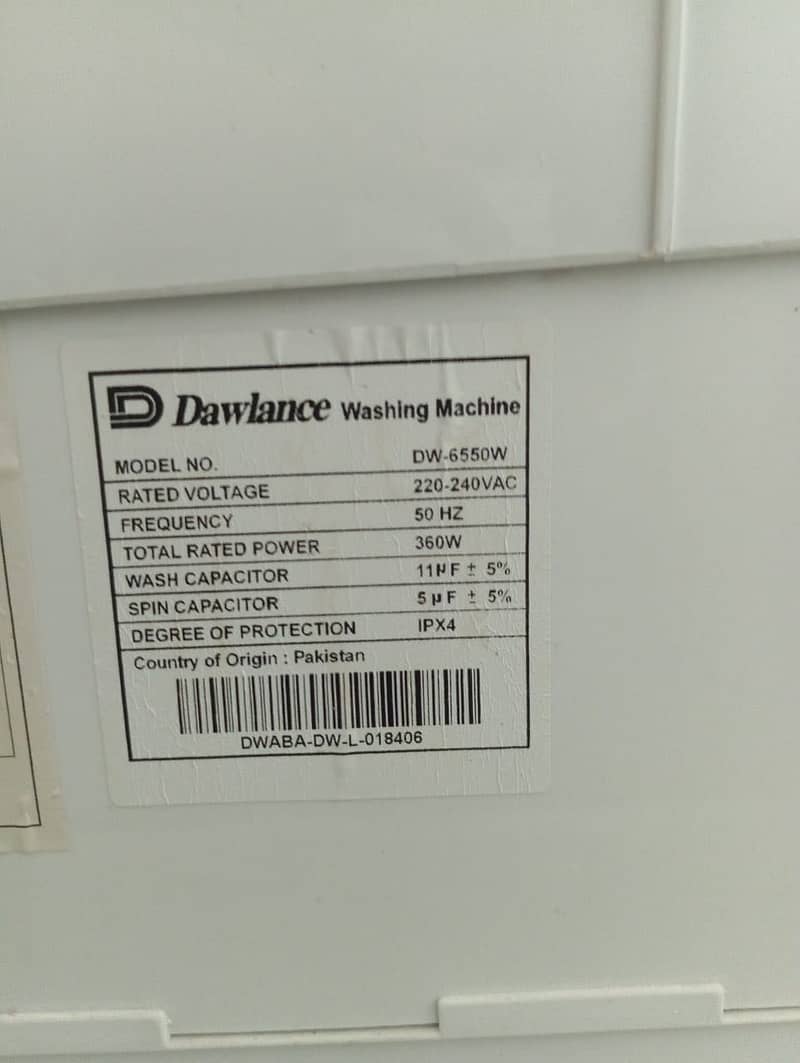 Dawlance Washing Machine
MODEL NO. DW-6550W
RATED VOLTAGE 220-240VAC
FREQUENCY 50 HZ
TOTAL RATED POWER 360W
WASH CAPACITOR 11µF ± 5%
SPIN CAPACITOR 5 µF ± 5%
DEGREE OF PROTECTION IPX4
Country of Origin : Pakistan
DWABA-DW-L-018406